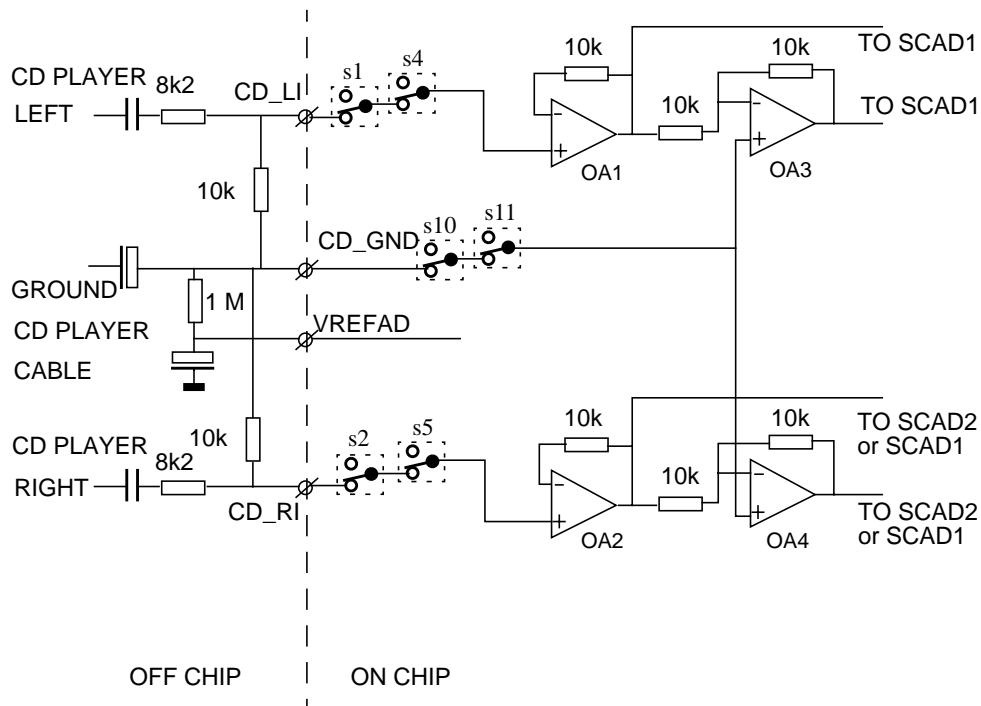 CD PLAYER
LEFT
8k2
CD_LI
s1
s4
10k
10k
TO SCAD1
TO SCAD1
10k
-
+
OA1
-
+
OA3
10k
CD_GND
s10
s11
GROUND
1 M
VREFAD
CD PLAYER
CABLE
CD PLAYER
RIGHT
8k2
10k
CD_RI
s2
s5
10k
10k
TO SCAD2
or SCAD1
10k
-
+
OA2
-
+
OA4
TO SCAD2
or SCAD1
OFF CHIP
ON CHIP